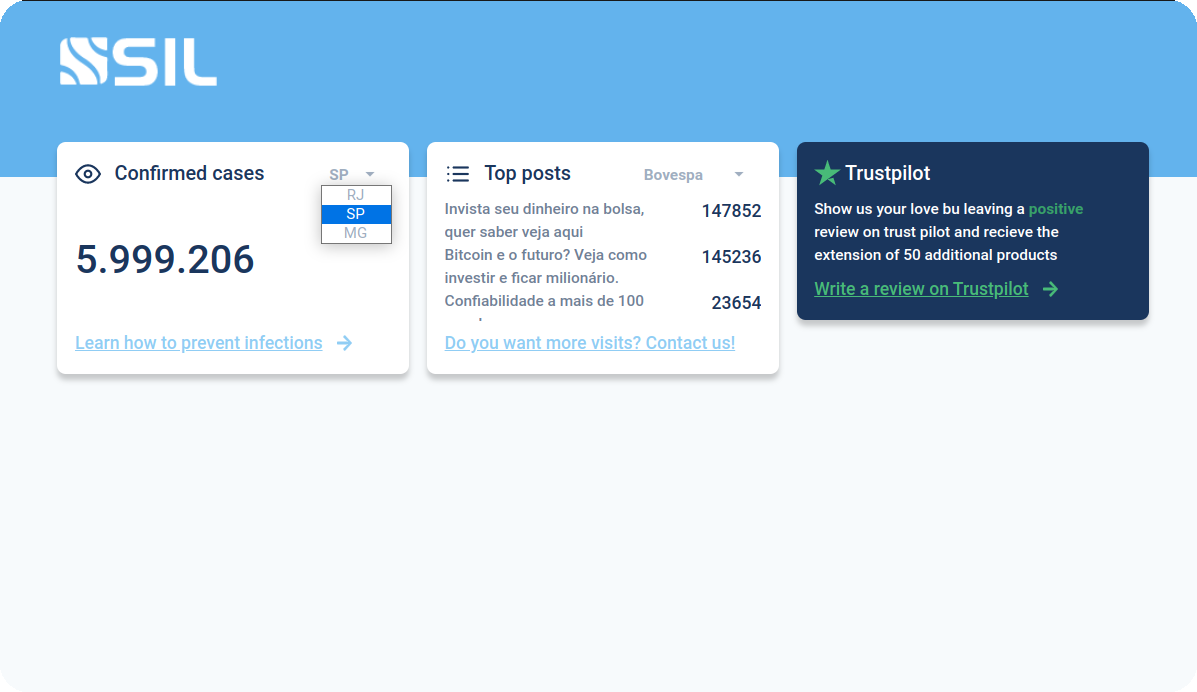 SIL
Confirmed cases
SP
RJ
SP
MG
5.999.206
Learn how to prevent infections
Top posts
Bovespa
Invista seu dinheiro na bolsa,
quer saber veja aqui
147852
Bitcoin e o futuro? Veja como
investir e ficar milionário.
145236
Confiabilidade a mais de 100
23654
Do you want more visits? Contact us!
Trustpilot
Show us your love bu leaving a positive
review on trust pilot and recieve the
extension of 50 additional products
Write a review on Trustpilot